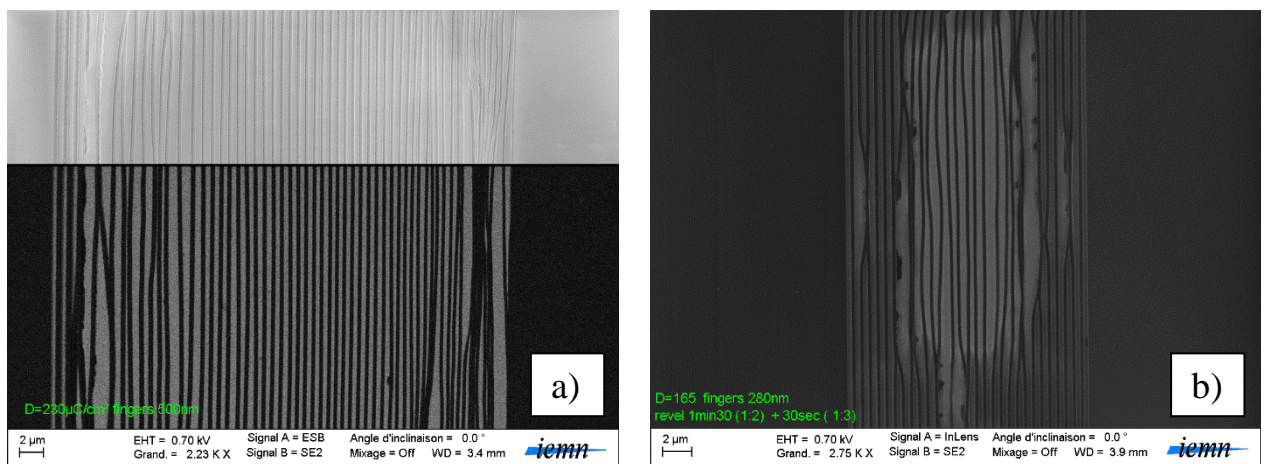 a)
D=230µC/cm² fingers 500nm
2 µm
EHT = 0.70 kV Signal A = ESB Angle d'inclinaison = 0.0 °
Grand. = 2.23 K X Signal B = SE2 Mixage = Off WD = 3.4 mm
iemn
b)
D=165 fingers 280nm
revel 1min30 (1:2) + 30sec ( 1:3)
2 µm
EHT = 0.70 kV Signal A = InLens Angle d'inclinaison = 0.0 °
Grand. = 2.75 K X Signal B = SE2 Mixage = Off WD = 3.9 mm
iemn